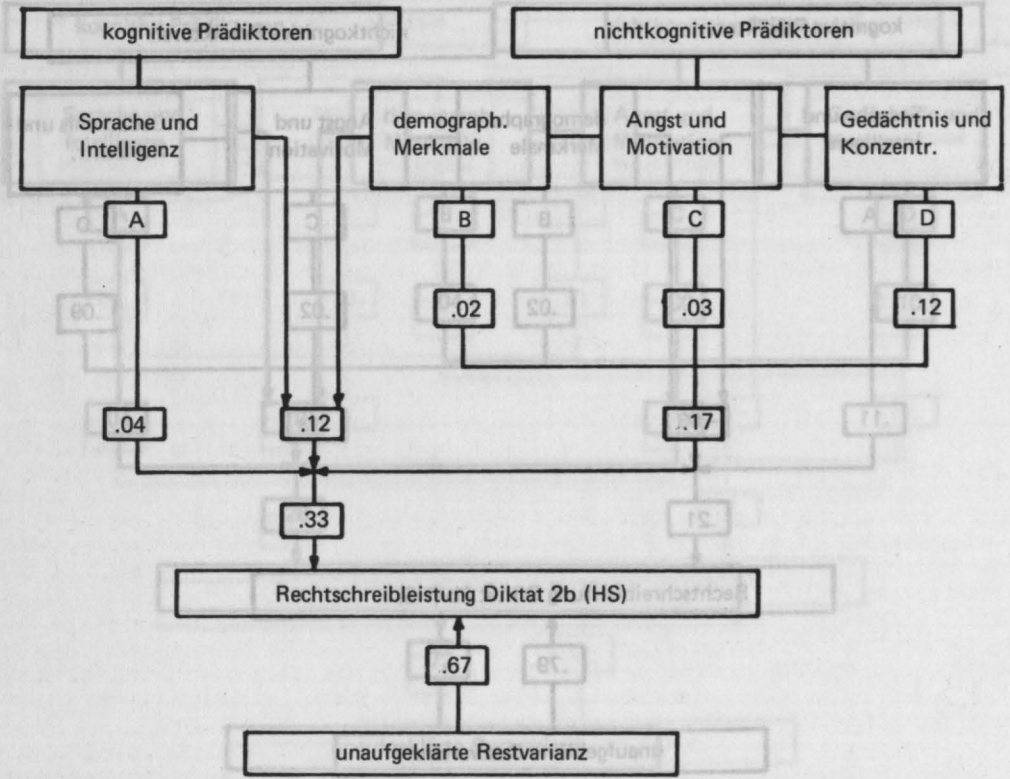 kognitive Prädiktoren
nichtkognitive Prädiktoren
Sprache und
Intelligenz
demograph.
Merkmale
Angst und
Motivation
Gedächtnis und
Konzentr.
A
B
C
D
.02
.03
.12
.04
.12
.17
.33
Rechtschreibleistung Diktat 2b (HS)
.67
unaufgeklärte Restvarianz